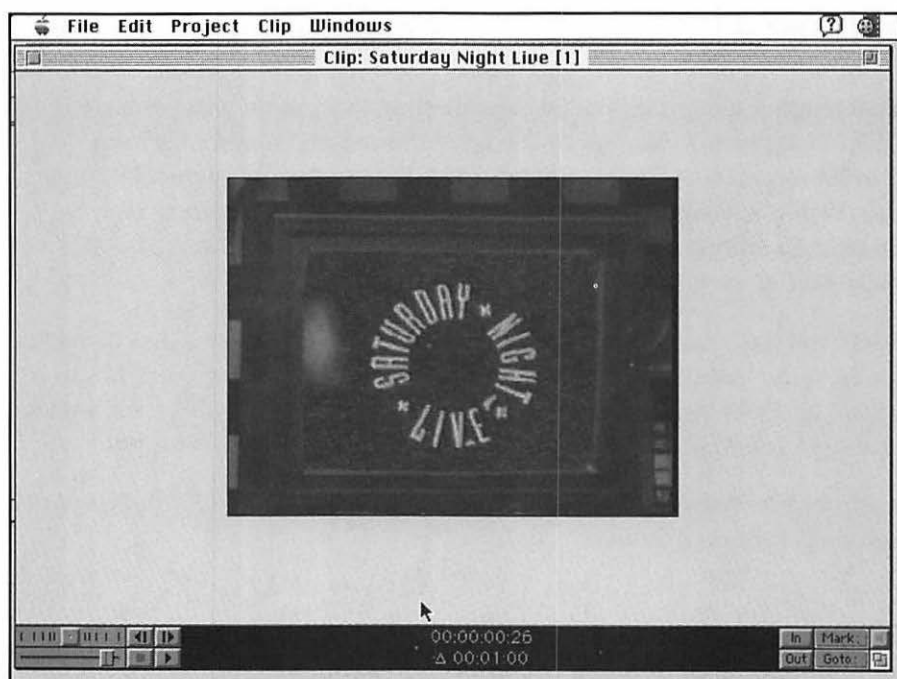 File Edit Project Clip Windows
Clip: Saturday Night Live [1]
SATURDAY * NIGHT * LIVE *
00:00:00:26
Δ 00:01:00
In Mark:
Out Goto: